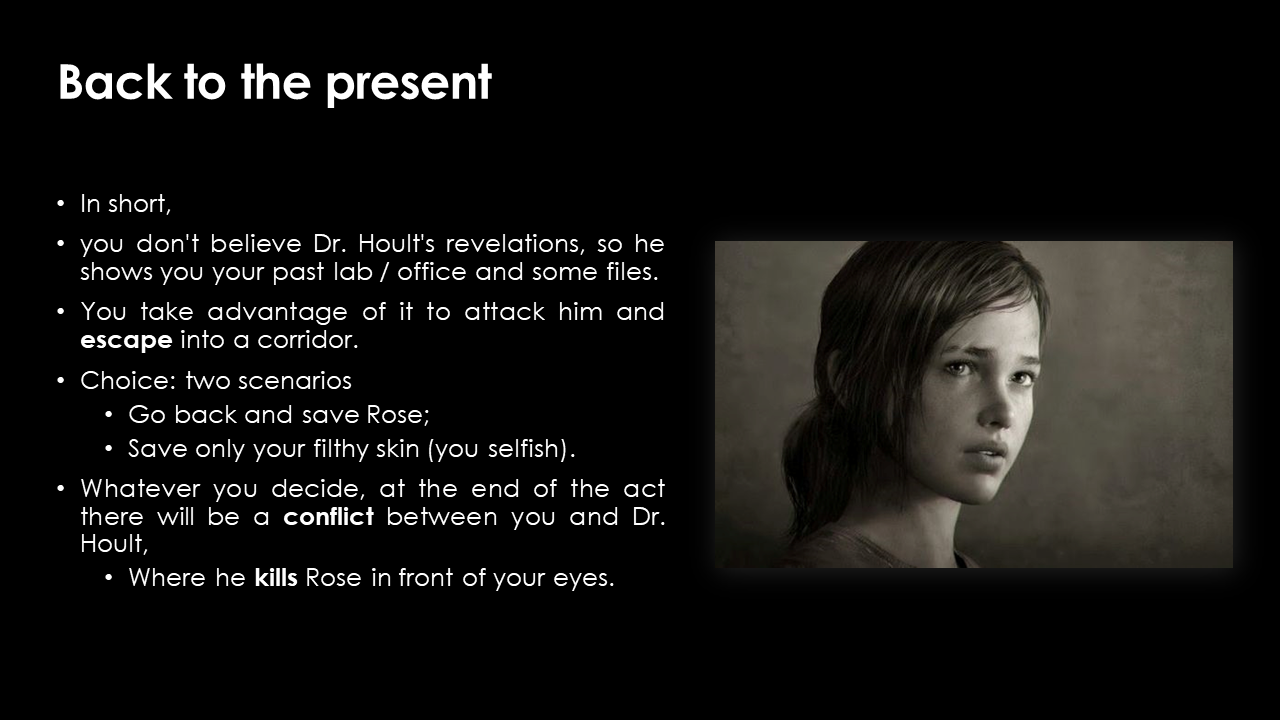 Back to the present
• In short,
• you don't believe Dr. Hoult's revelations, so he
shows you your past lab / office and some files.
• You take advantage of it to attack him and
escape into a corridor.
• Choice: two scenarios
• Go back and save Rose;
• Save only your filthy skin (you selfish).
• Whatever you decide, at the end of the act
there will be a conflict between you and Dr.
Hoult,
• Where he kills Rose in front of your eyes.